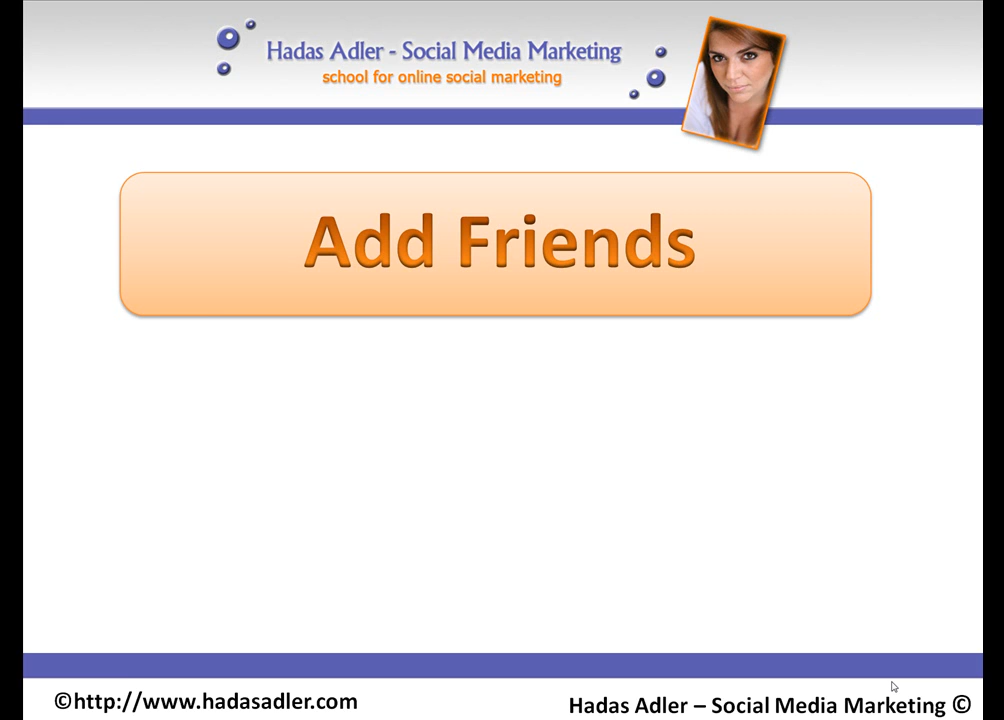 Hadas Adler - Social Media Marketing
school for online social marketing
Add Friends
©http://www.hadasadler.com
Hadas Adler – Social Media Marketing ©